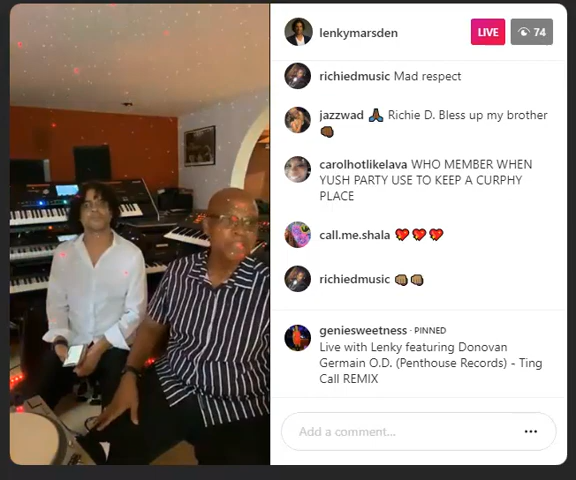 lenkymarsden
LIVE
74
richiedmusic Mad respect
jazzwad 🙏🏿 Richie D. Bless up my brother
👊🏿
carolhotlikelava WHO MEMBER WHEN
YUSH PARTY USE TO KEEP A CURPHY
PLACE
call.me.shala 💖💖💖
richiedmusic 👊🏽👊🏽
geniesweetness · PINNED
Live with Lenky featuring Donovan
Germain O.D. (Penthouse Records) - Ting
Call REMIX
Add a comment...